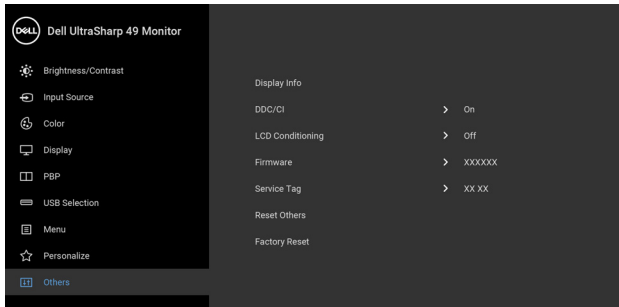 DELL Dell UltraSharp 49 Monitor
Brightness/Contrast
Input Source
Color
Display
PBP
USB Selection
Menu
Personalize
Others
Display Info
DDC/CI > On
LCD Conditioning > Off
Firmware > XXXXXX
Service Tag > XX XX
Reset Others
Factory Reset